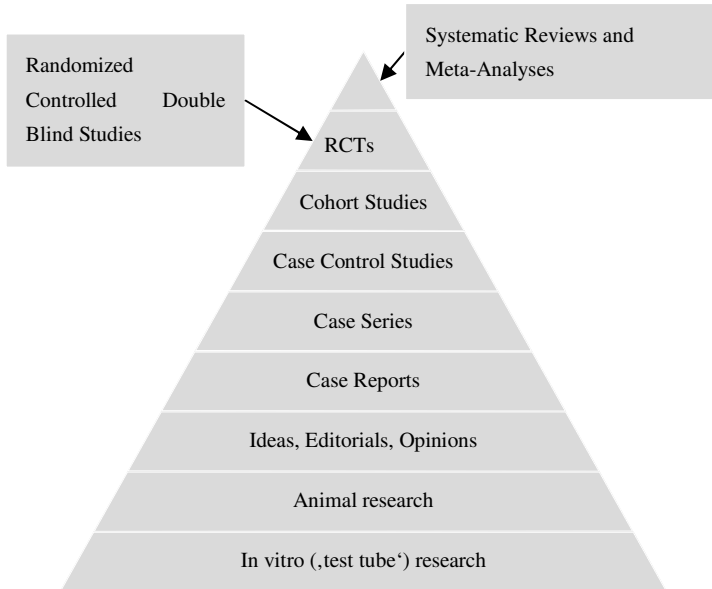 Systematic Reviews and
Meta-Analyses
Randomized
Controlled Double
Blind Studies
RCTs
Cohort Studies
Case Control Studies
Case Series
Case Reports
Ideas, Editorials, Opinions
Animal research
In vitro (‚test tube‘) research